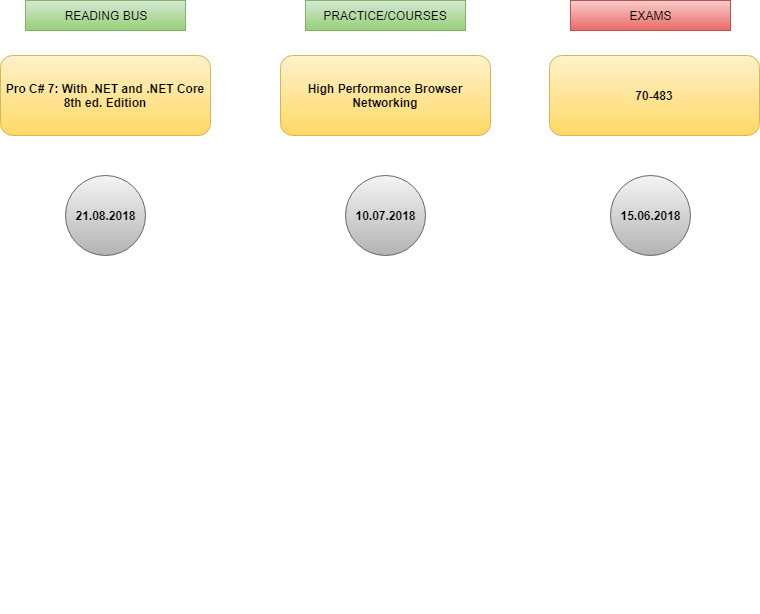 READING BUS
PRACTICE/COURSES
EXAMS
Pro C# 7: With .NET and .NET Core
8th ed. Edition
High Performance Browser
Networking
70-483
21.08.2018
10.07.2018
15.06.2018